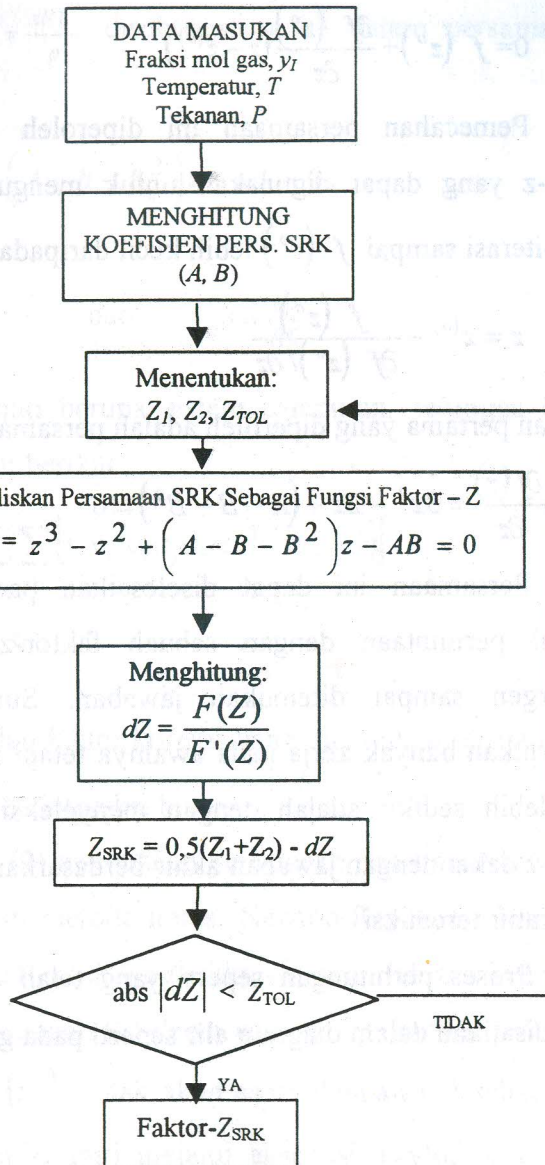 DATA MASUKAN
Fraksi mol gas, y_I
Temperatur, T
Tekanan, P
MENGHITUNG
KOEFISIEN PERS. SRK
(A, B)
Menentukan:
Z_1, Z_2, Z_TOL
liskan Persamaan SRK Sebagai Fungsi Faktor – Z
= z^3 − z^2 + (A − B − B^2) z − AB = 0
Menghitung:
dZ = F(Z) / F'(Z)
Z_SRK = 0,5(Z_1+Z_2) - dZ
abs |dZ| < Z_TOL
TIDAK
YA
Faktor-Z_SRK